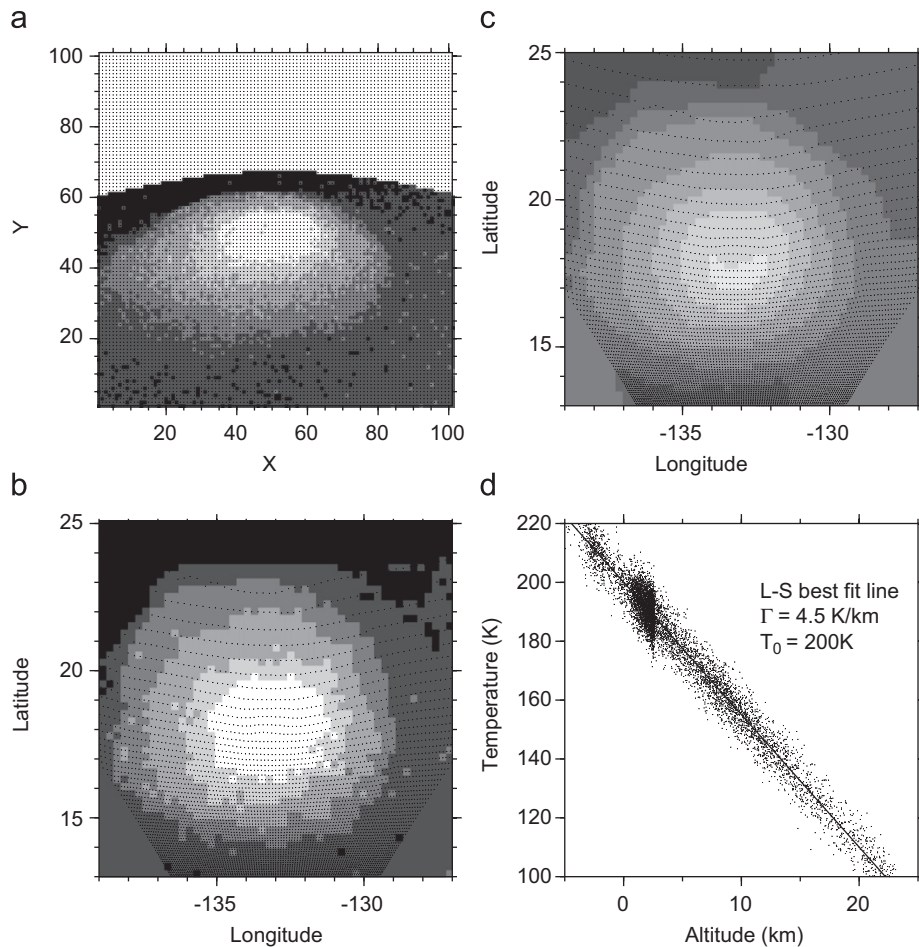 a
100
80
60
40
20
Y
20 40 60 80 100
X
c
25
20
15
Latitude
-135 -130
Longitude
b
25
20
15
Latitude
-135 -130
Longitude
d
220
200
180
160
140
120
100
Temperature (K)
L-S best fit line
Γ = 4.5 K/km
T₀ = 200K
0 10 20
Altitude (km)